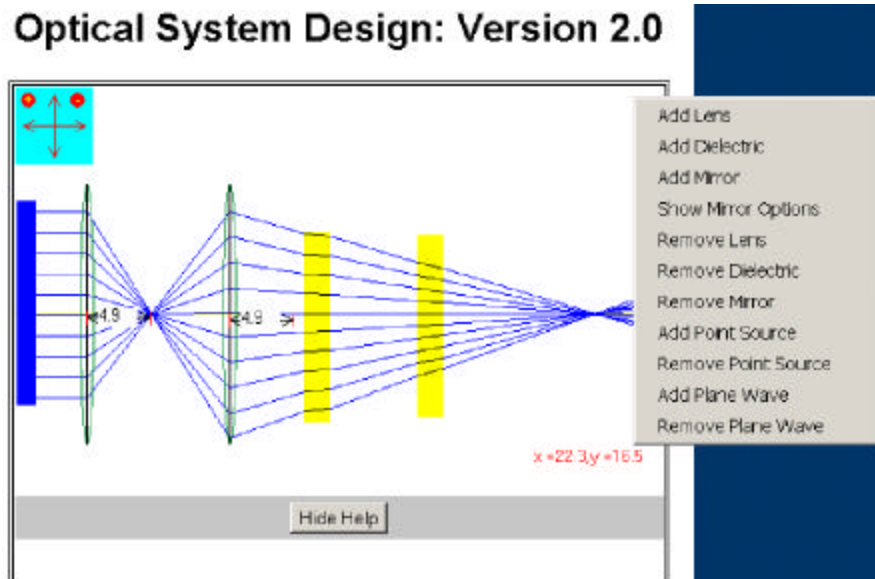 Optical System Design: Version 2.0
Add Lens
Add Dielectric
Add Mirror
Show Mirror Options
Remove Lens
Remove Dielectric
Remove Mirror
Add Point Source
Remove Point Source
Add Plane Wave
Remove Plane Wave
4.9
4.9
x =22.3,y =16.5
Hide Help